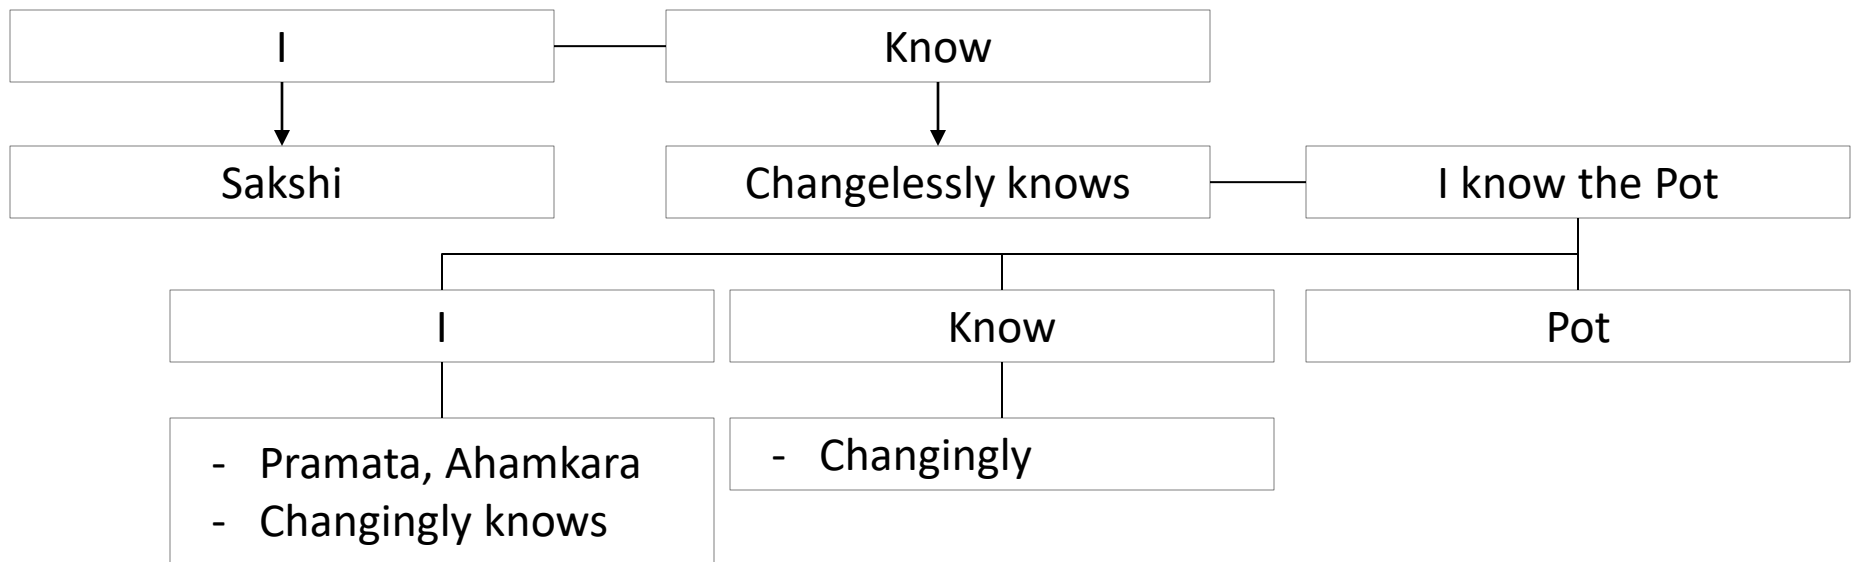 I
Know
Sakshi
Changelessly knows
I know the Pot
I
Know
Pot
- Pramata, Ahamkara
- Changingly knows
- Changingly